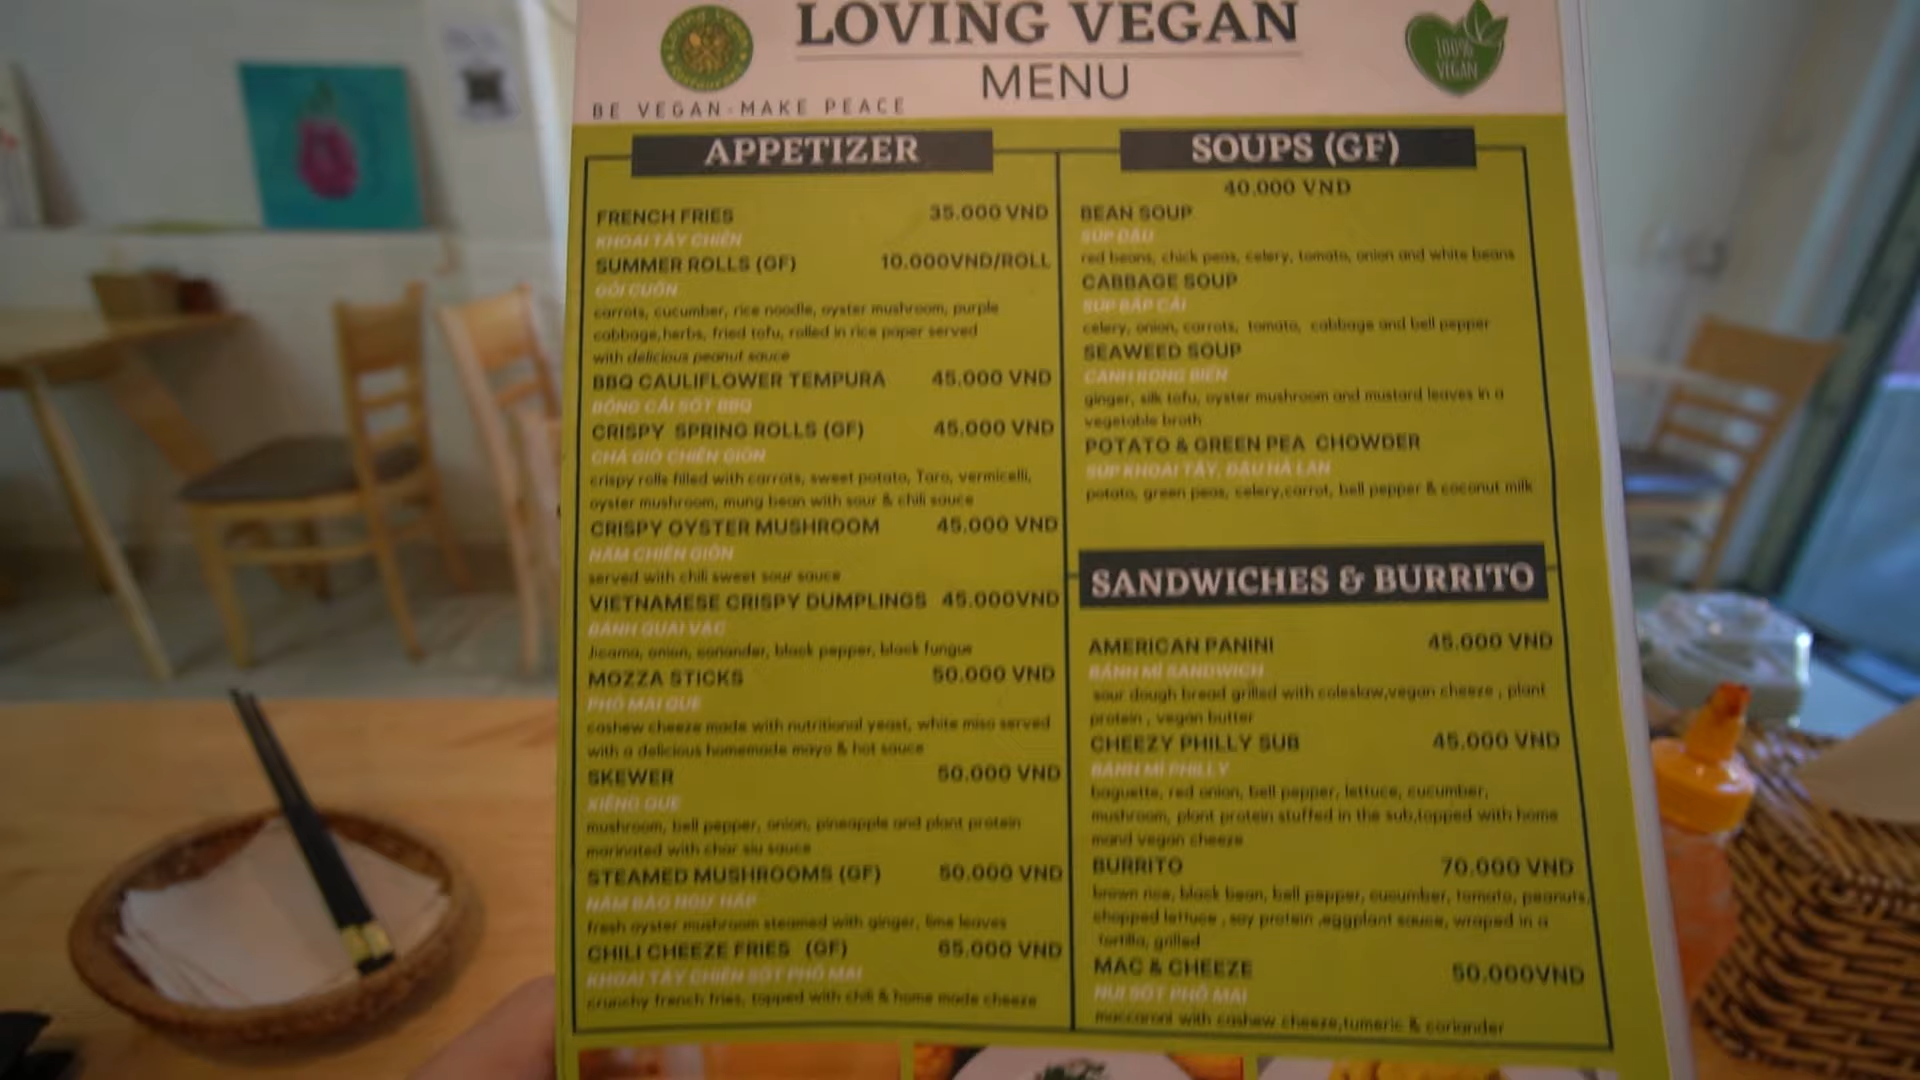 LOVING VEGAN
MENU
BE VEGAN-MAKE PEACE
100%
VEGAN
APPETIZER
FRENCH FRIES 35.000 VND
KHOAI TÂY CHIÊN
SUMMER ROLLS (GF) 10.000VND/ROLL
GỎI CUỐN
carrots, cucumber, rice noodle, oyster mushroom, purple
cabbage,herbs, fried tofu, rolled in rice paper served
with delicious peanut sauce
BBQ CAULIFLOWER TEMPURA 45.000 VND
BÔNG CẢI SỐT BBQ
CRISPY SPRING ROLLS (GF) 45.000 VND
CHẢ GIÒ CHIÊN GIÒN
crispy rolls filled with carrots, sweet potato, Taro, vermicelli,
oyster mushroom, mung bean with sour & chili sauce
CRISPY OYSTER MUSHROOM 45.000 VND
NẤM CHIÊN GIÒN
served with chili sweet sour sauce
VIETNAMESE CRISPY DUMPLINGS 45.000VND
BÁNH QUAI VẠC
Jicama, onion, coriander, black pepper, black fungus
MOZZA STICKS 50.000 VND
PHÔ MAI QUE
cashew cheeze made with nutritional yeast, white miso served
with a delicious homemade mayo & hot sauce
SKEWER 50.000 VND
XIÊNG QUE
mushroom, bell pepper, onion, pineapple and plant protein
marinated with char siu sauce
STEAMED MUSHROOMS (GF) 50.000 VND
NẤM BÀO NGƯ HẤP
fresh oyster mushroom steamed with ginger, lime leaves
CHILI CHEEZE FRIES (GF) 65.000 VND
KHOAI TÂY CHIÊN SỐT PHÔ MAI
crunchy french fries, topped with chili & home made cheeze
SOUPS (GF)
40.000 VND
BEAN SOUP
SÚP ĐẬU
red beans, chick peas, celery, tomato, onion and white beans
CABBAGE SOUP
SÚP BẮP CẢI
celery, onion, carrots, tomato, cabbage and bell pepper
SEAWEED SOUP
CANH RONG BIỂN
ginger, silk tofu, oyster mushroom and mustard leaves in a
vegetable broth
POTATO & GREEN PEA CHOWDER
SÚP KHOAI TÂY, ĐẬU HÀ LAN
potato, green peas, celery,carrot, bell pepper & coconut milk
SANDWICHES & BURRITO
AMERICAN PANINI 45.000 VND
BÁNH MÌ SANDWICH
sour dough bread grilled with coleslaw,vegan cheeze , plant
protein , vegan butter
CHEEZY PHILLY SUB 45.000 VND
BÁNH MÌ PHILLY
baguette, red onion, bell pepper, lettuce, cucumber,
mushroom, plant protein stuffed in the sub,topped with home
mand vegan cheeze
BURRITO 70.000 VND
brown rice, black bean, bell pepper, cucumber, tomato, peanuts,
chopped lettuce , soy protein ,eggplant sauce, wraped in a
tortilla, grilled
MAC & CHEEZE 50.000VND
NUI SỐT PHÔ MAI
maccaroni with cashew cheeze,tumeric & coriander